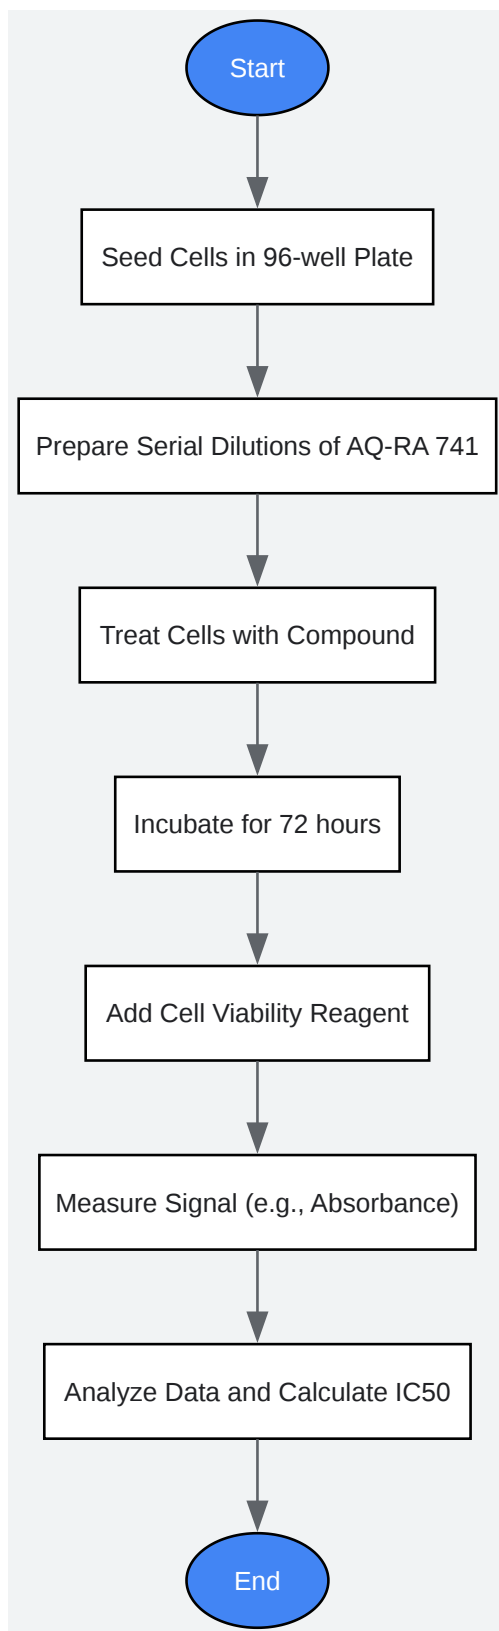 Start
Seed Cells in 96-well Plate
Prepare Serial Dilutions of AQ-RA 741
Treat Cells with Compound
Incubate for 72 hours
Add Cell Viability Reagent
Measure Signal (e.g., Absorbance)
Analyze Data and Calculate IC50
End